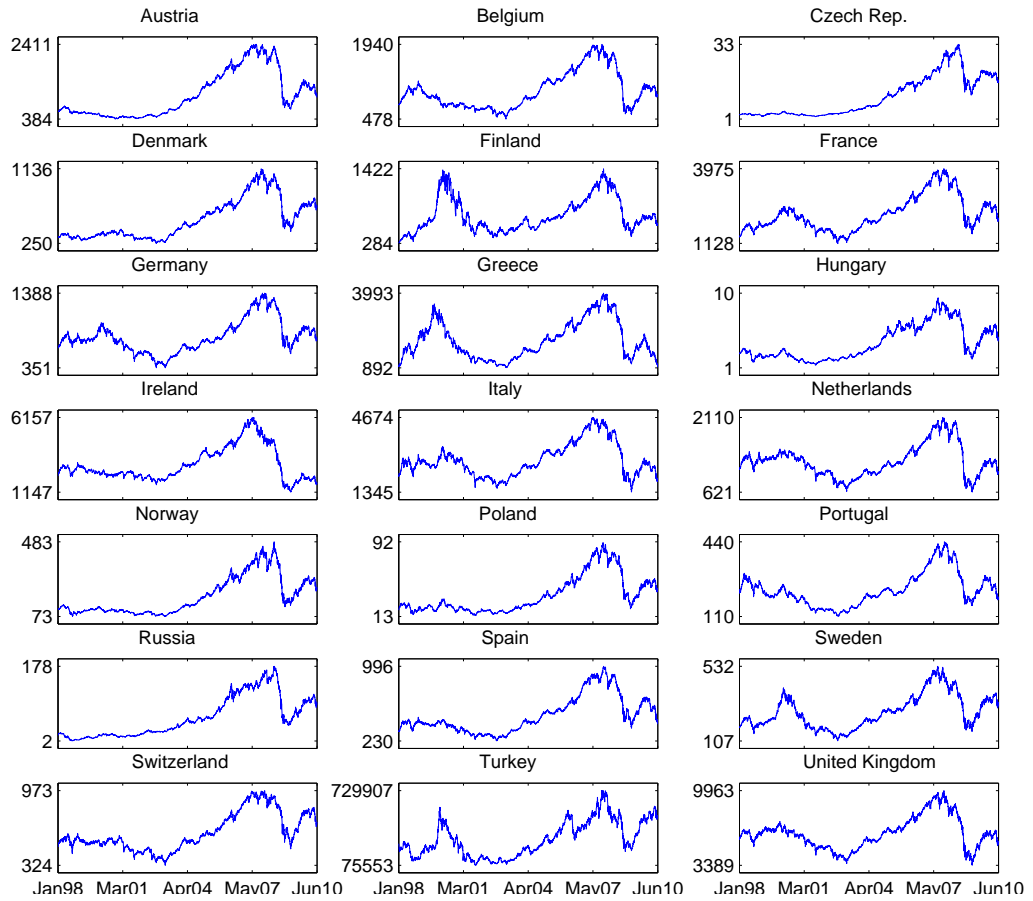 Austria Belgium Czech Rep.
2411 1940 33
384 478 1
Denmark Finland France
1136 1422 3975
250 284 1128
Germany Greece Hungary
1388 3993 10
351 892 1
Ireland Italy Netherlands
6157 4674 2110
1147 1345 621
Norway Poland Portugal
483 92 440
73 13 110
Russia Spain Sweden
178 996 532
2 230 107
Switzerland Turkey United Kingdom
973 729907 9963
324 75553 3389
Jan98 Mar01 Apr04 May07 Jun10 Jan98 Mar01 Apr04 May07 Jun10 Jan98 Mar01 Apr04 May07 Jun10